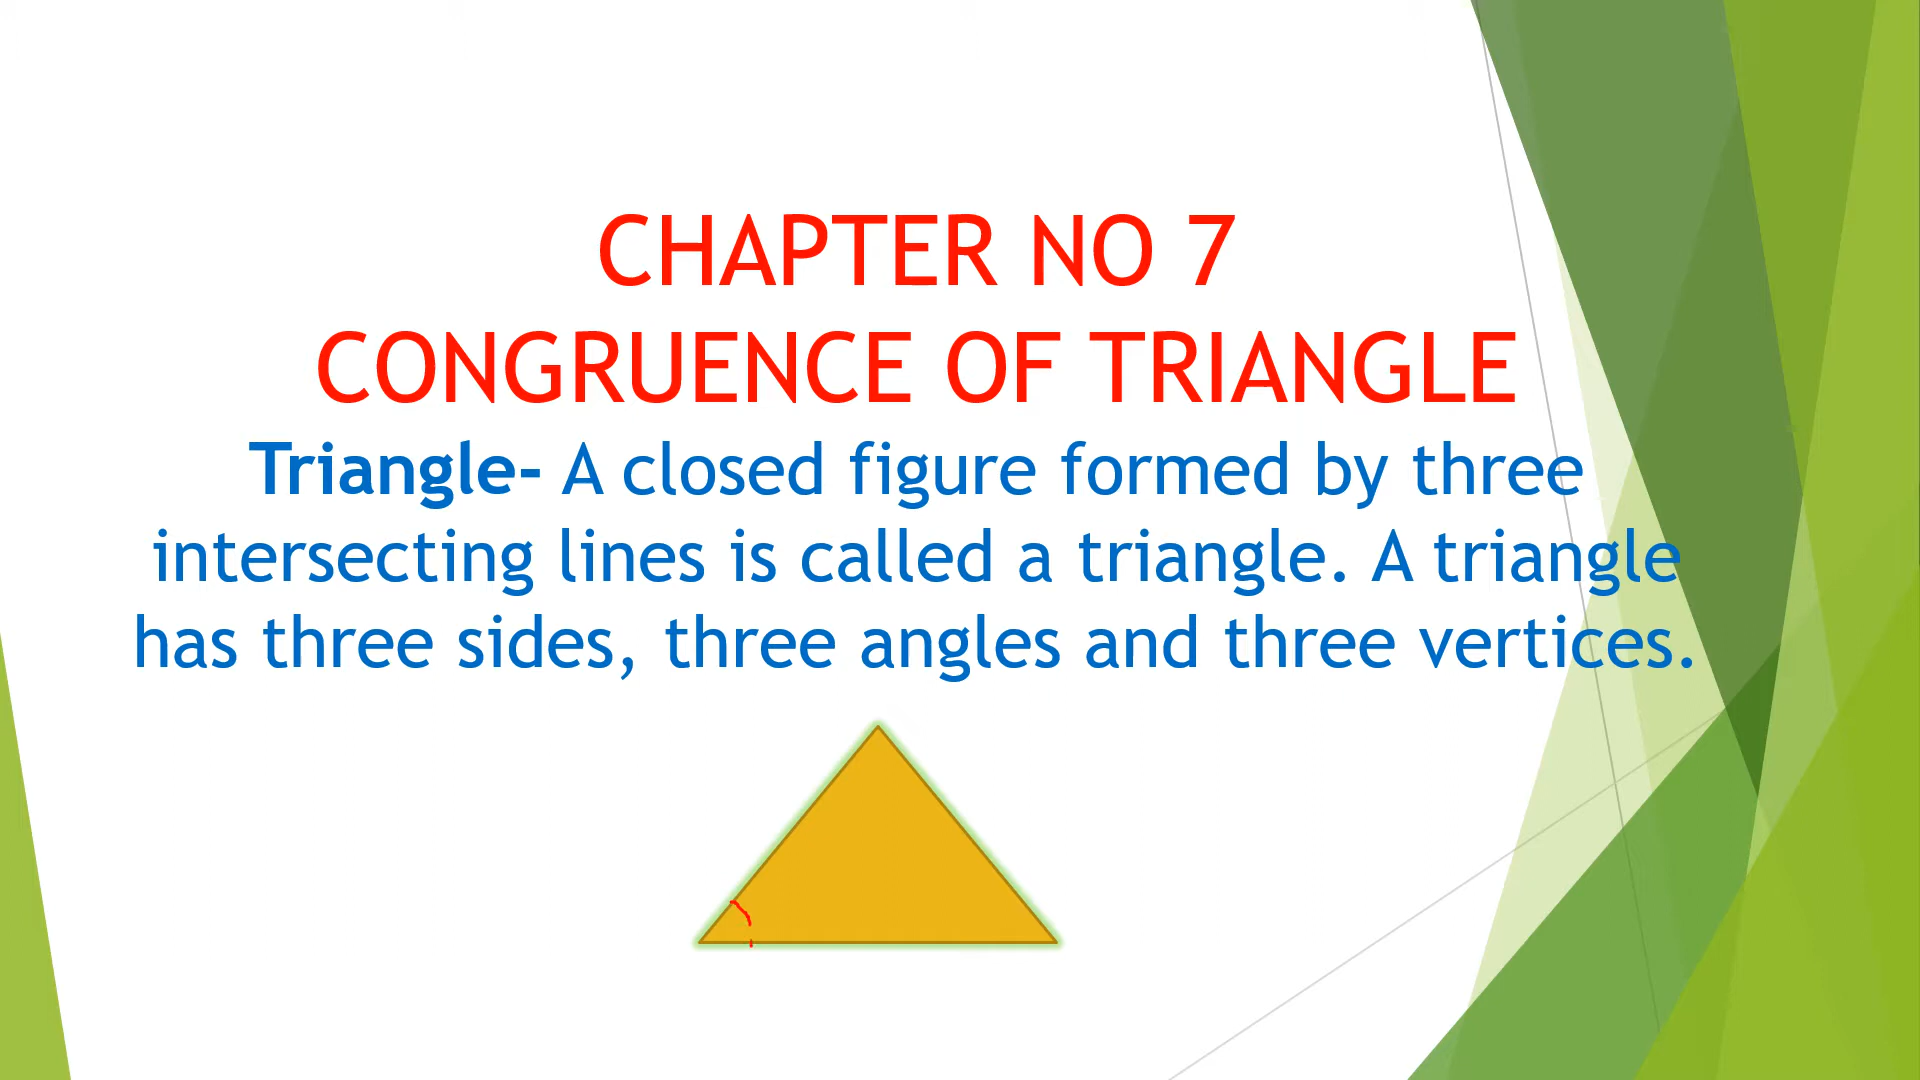 CHAPTER NO 7
CONGRUENCE OF TRIANGLE
Triangle- A closed figure formed by three
intersecting lines is called a triangle. A triangle
has three sides, three angles and three vertices.